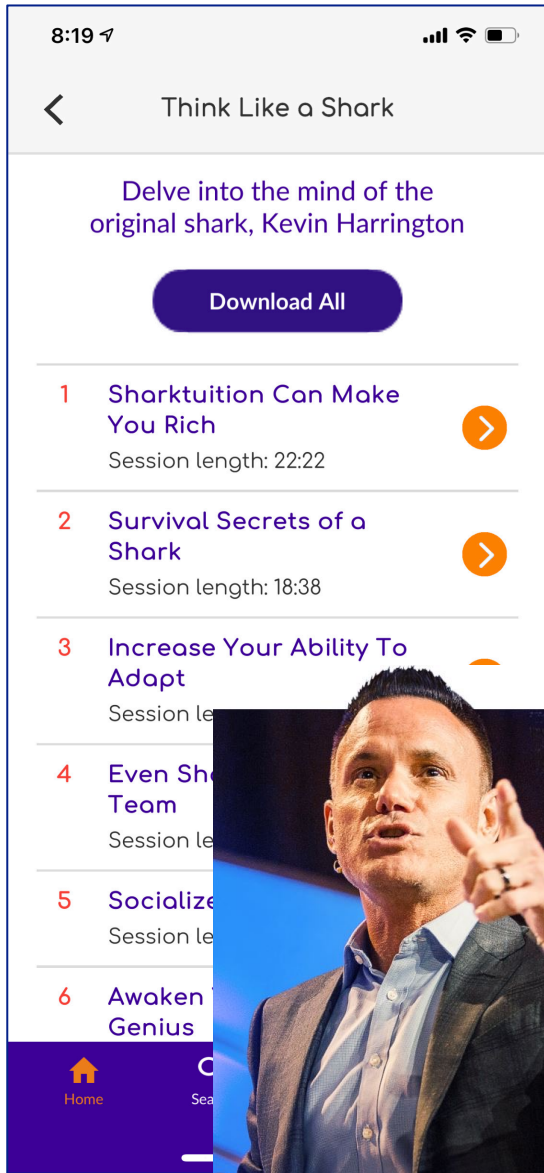 8:19
Think Like a Shark
Delve into the mind of the
original shark, Kevin Harrington
Download All
1 Sharktuition Can Make
You Rich
Session length: 22:22
2 Survival Secrets of a
Shark
Session length: 18:38
3 Increase Your Ability To
Adapt
Session le
4 Even Sh
Team
Session le
5 Socialize
Session le
6 Awaken
Genius
Home
Sea